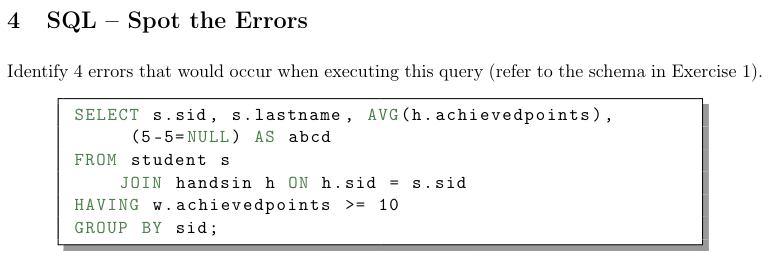 4 SQL – Spot the Errors
Identify 4 errors that would occur when executing this query (refer to the schema in Exercise 1).
SELECT s.sid, s.lastname, AVG(h.achievedpoints),
(5-5=NULL) AS abcd
FROM student s
JOIN handsin h ON h.sid = s.sid
HAVING w.achievedpoints >= 10
GROUP BY sid;